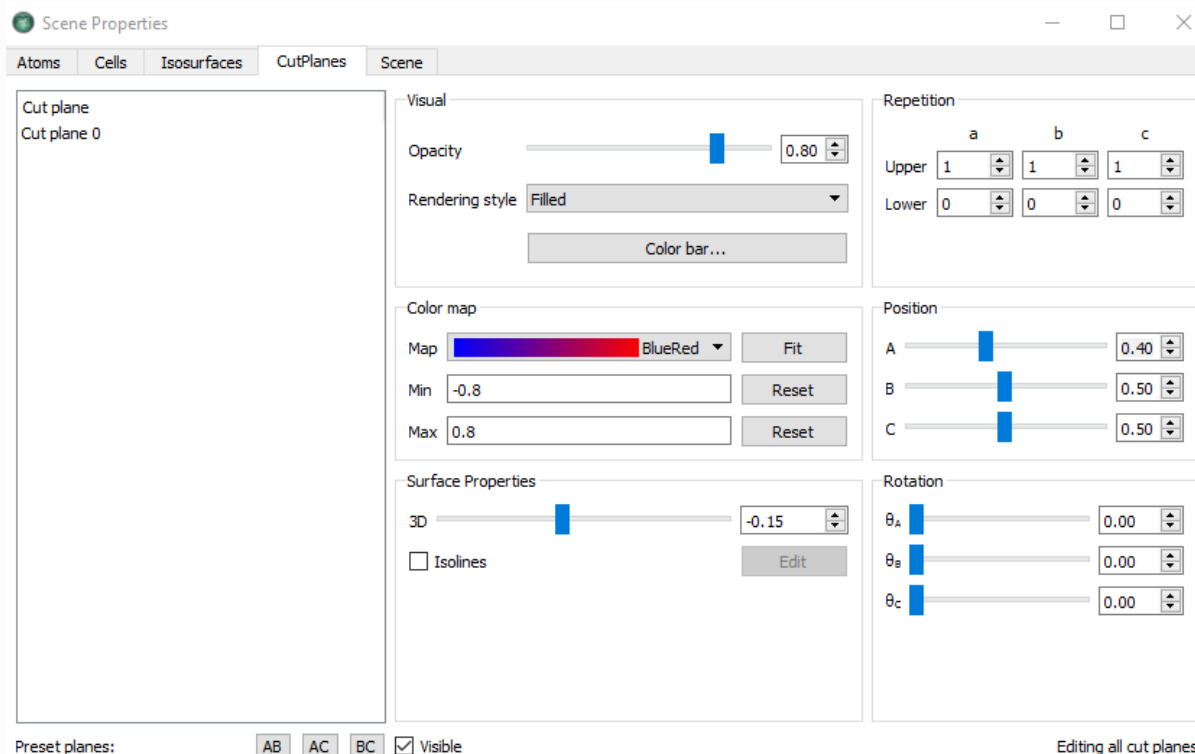 Scene Properties
Atoms Cells Isosurfaces CutPlanes Scene
Cut plane
Cut plane 0
Visual
Opacity 0.80
Rendering style Filled
Color bar...
Color map
Map BlueRed Fit
Min -0.8 Reset
Max 0.8 Reset
Surface Properties
3D -0.15
Isolines Edit
Repetition
a b c
Upper 1 1 1
Lower 0 0 0
Position
A 0.40
B 0.50
C 0.50
Rotation
θA 0.00
θB 0.00
θC 0.00
Preset planes: AB AC BC Visible Editing all cut planes